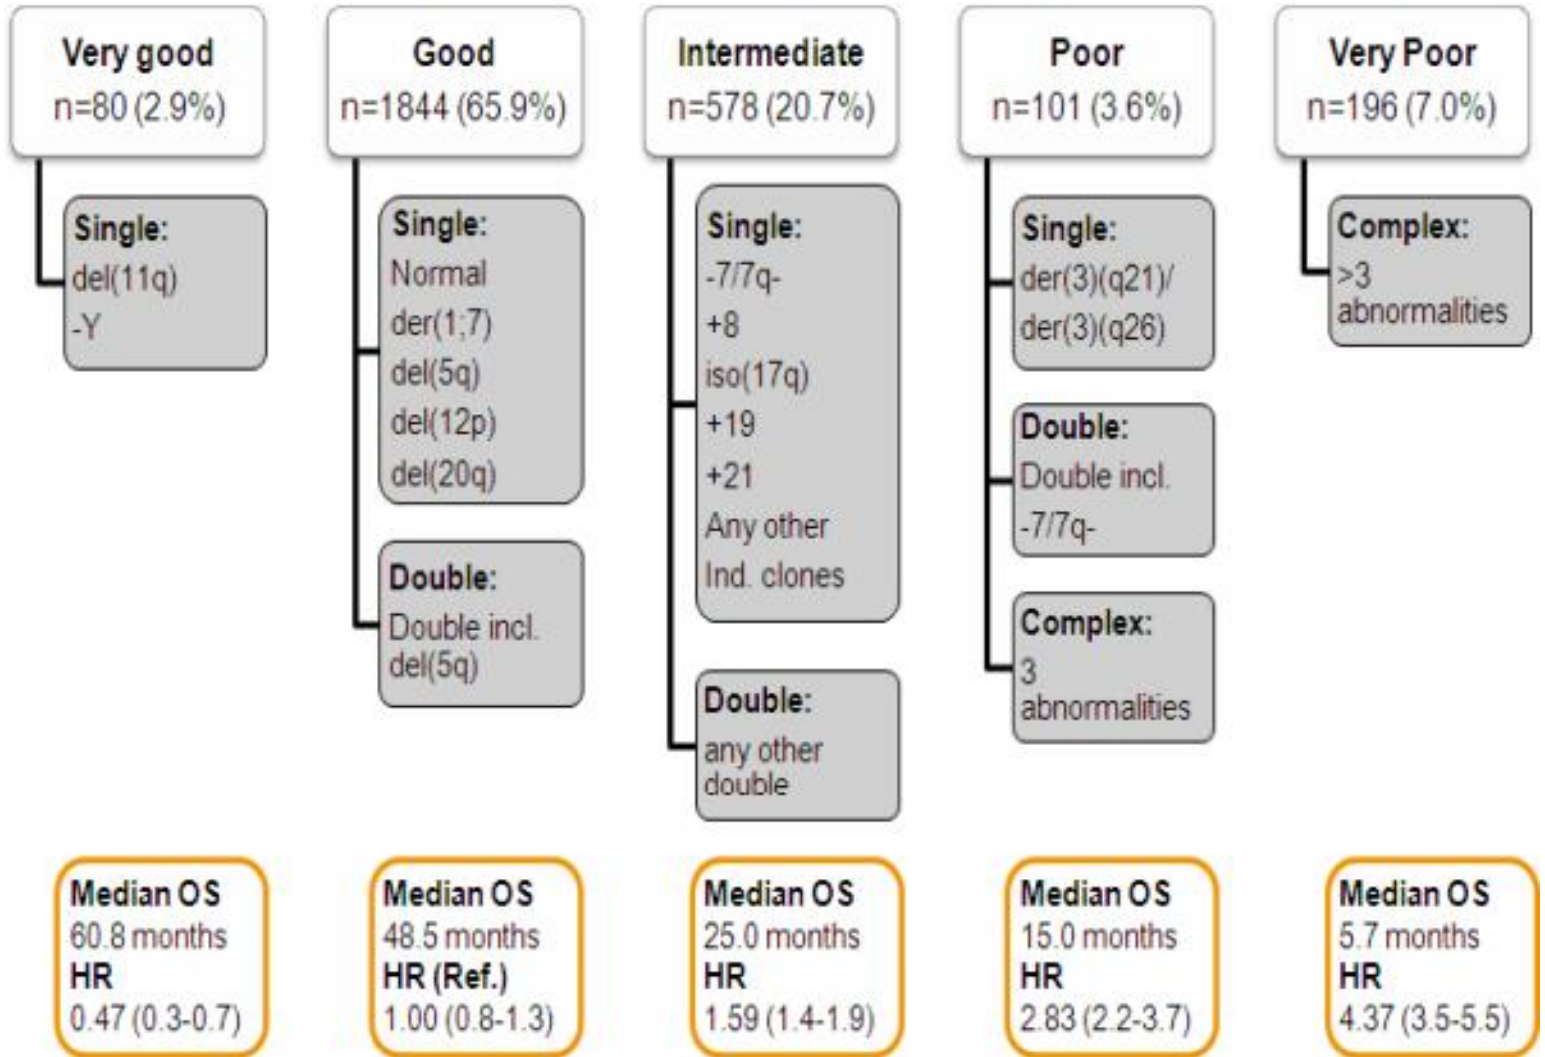 Very good
n=80 (2.9%)
Single:
del(11q)
-Y
Median OS
60.8 months
HR
0.47 (0.3-0.7)
Good
n=1844 (65.9%)
Single:
Normal
der(1;7)
del(5q)
del(12p)
del(20q)
Double:
Double incl.
del(5q)
Median OS
48.5 months
HR (Ref.)
1.00 (0.8-1.3)
Intermediate
n=578 (20.7%)
Single:
-7/7q-
+8
iso(17q)
+19
+21
Any other
Ind. clones
Double:
any other
double
Median OS
25.0 months
HR
1.59 (1.4-1.9)
Poor
n=101 (3.6%)
Single:
der(3)(q21)/
der(3)(q26)
Double:
Double incl.
-7/7q-
Complex:
3
abnormalities
Median OS
15.0 months
HR
2.83 (2.2-3.7)
Very Poor
n=196 (7.0%)
Complex:
>3
abnormalities
Median OS
5.7 months
HR
4.37 (3.5-5.5)